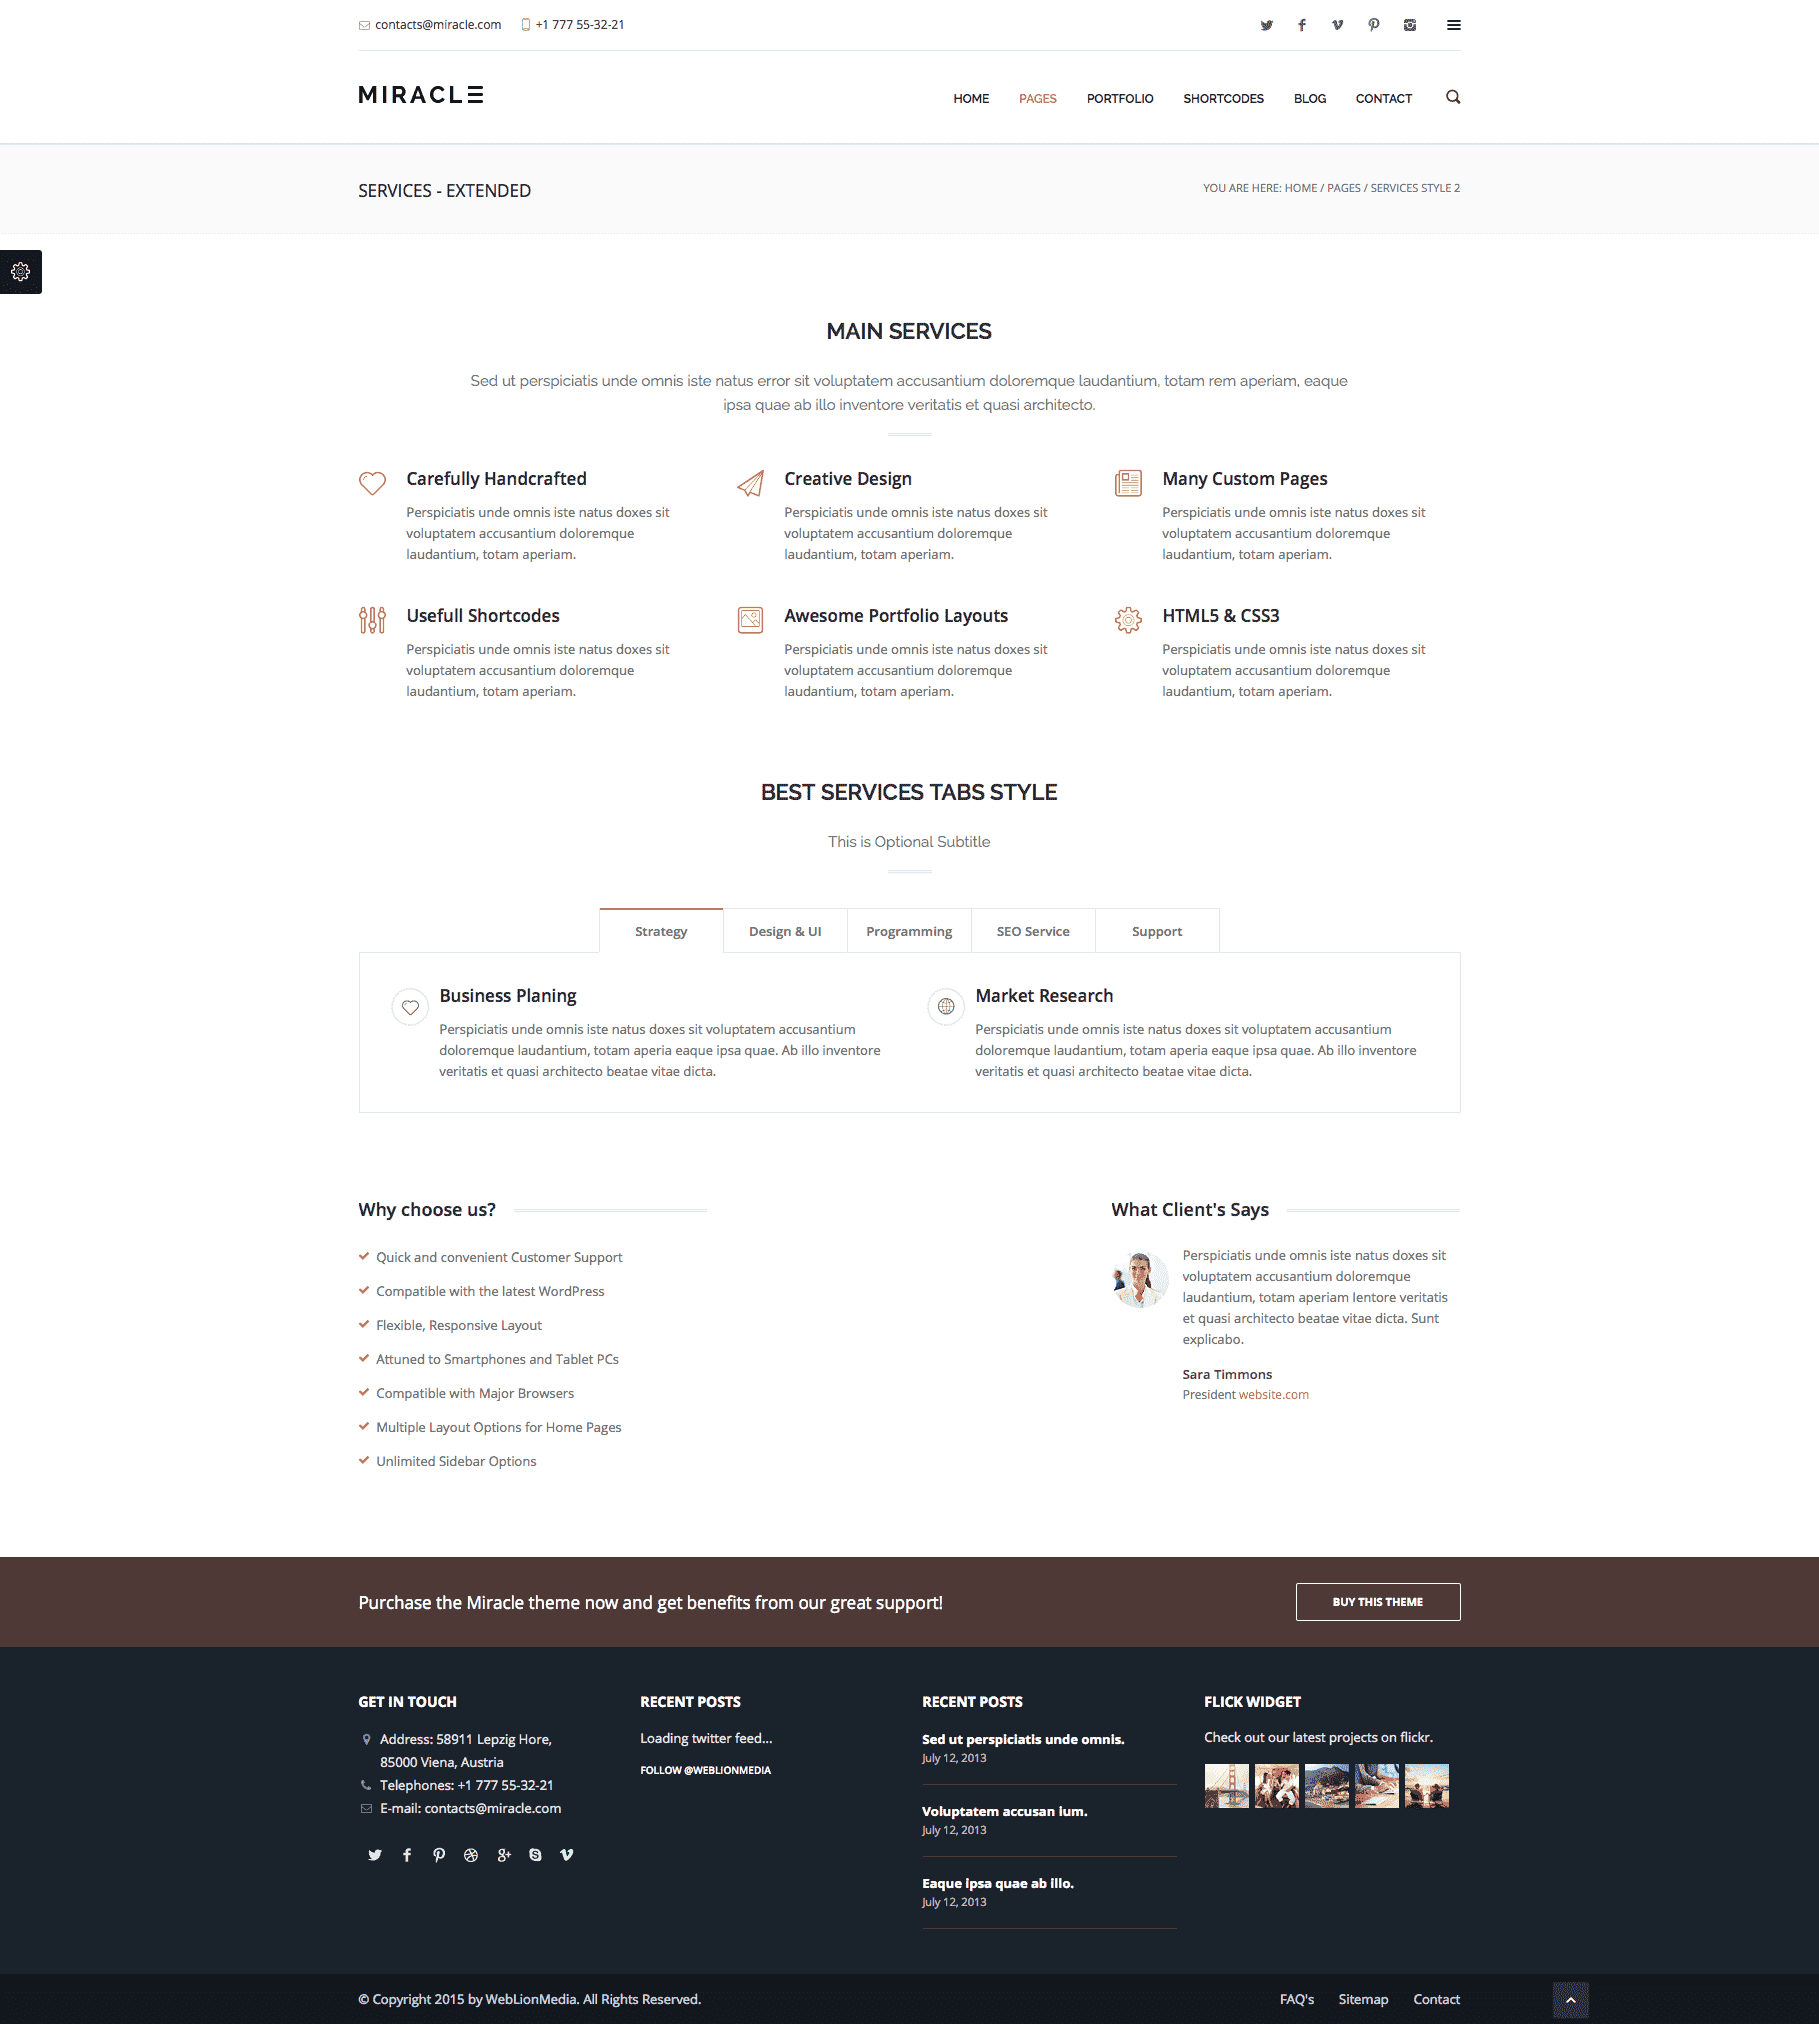 contacts@miracle.com +1 777 55-32-21
MIRACLE
HOME PAGES PORTFOLIO SHORTCODES BLOG CONTACT
SERVICES - EXTENDED
YOU ARE HERE: HOME / PAGES / SERVICES STYLE 2
MAIN SERVICES
Sed ut perspiciatis unde omnis iste natus error sit voluptatem accusantium doloremque laudantium, totam rem aperiam, eaque
ipsa quae ab illo inventore veritatis et quasi architecto.
Carefully Handcrafted
Perspiciatis unde omnis iste natus doxes sit
voluptatem accusantium doloremque
laudantium, totam aperiam.
Creative Design
Perspiciatis unde omnis iste natus doxes sit
voluptatem accusantium doloremque
laudantium, totam aperiam.
Many Custom Pages
Perspiciatis unde omnis iste natus doxes sit
voluptatem accusantium doloremque
laudantium, totam aperiam.
Usefull Shortcodes
Perspiciatis unde omnis iste natus doxes sit
voluptatem accusantium doloremque
laudantium, totam aperiam.
Awesome Portfolio Layouts
Perspiciatis unde omnis iste natus doxes sit
voluptatem accusantium doloremque
laudantium, totam aperiam.
HTML5 & CSS3
Perspiciatis unde omnis iste natus doxes sit
voluptatem accusantium doloremque
laudantium, totam aperiam.
BEST SERVICES TABS STYLE
This is Optional Subtitle
Strategy Design & UI Programming SEO Service Support
Business Planing
Perspiciatis unde omnis iste natus doxes sit voluptatem accusantium
doloremque laudantium, totam aperia eaque ipsa quae. Ab illo inventore
veritatis et quasi architecto beatae vitae dicta.
Market Research
Perspiciatis unde omnis iste natus doxes sit voluptatem accusantium
doloremque laudantium, totam aperia eaque ipsa quae. Ab illo inventore
veritatis et quasi architecto beatae vitae dicta.
Why choose us?
Quick and convenient Customer Support
Compatible with the latest WordPress
Flexible, Responsive Layout
Attuned to Smartphones and Tablet PCs
Compatible with Major Browsers
Multiple Layout Options for Home Pages
Unlimited Sidebar Options
What Client's Says
Perspiciatis unde omnis iste natus doxes sit
voluptatem accusantium doloremque
laudantium, totam aperiam lentore veritatis
et quasi architecto beatae vitae dicta. Sunt
explicabo.
Sara Timmons
President website.com
Purchase the Miracle theme now and get benefits from our great support!
BUY THIS THEME
GET IN TOUCH
Address: 58911 Lepzig Hore,
85000 Viena, Austria
Telephones: +1 777 55-32-21
E-mail: contacts@miracle.com
RECENT POSTS
Loading twitter feed...
FOLLOW @WEBLIONMEDIA
RECENT POSTS
Sed ut perspiciatis unde omnis.
July 12, 2013
Voluptatem accusan ium.
July 12, 2013
Eaque ipsa quae ab illo.
July 12, 2013
FLICK WIDGET
Check out our latest projects on flickr.
© Copyright 2015 by WebLionMedia. All Rights Reserved.
FAQ's Sitemap Contact